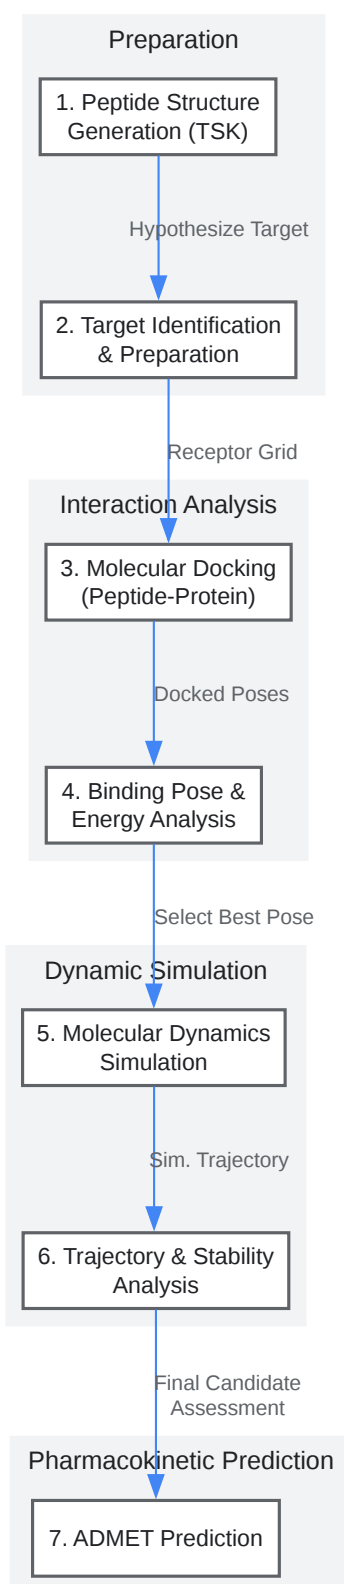 Preparation
1. Peptide Structure
Generation (TSK)
Hypothesize Target
2. Target Identification
& Preparation
Receptor Grid
Interaction Analysis
3. Molecular Docking
(Peptide-Protein)
Docked Poses
4. Binding Pose &
Energy Analysis
Select Best Pose
Dynamic Simulation
5. Molecular Dynamics
Simulation
Sim. Trajectory
6. Trajectory & Stability
Analysis
Final Candidate
Assessment
Pharmacokinetic Prediction
7. ADMET Prediction